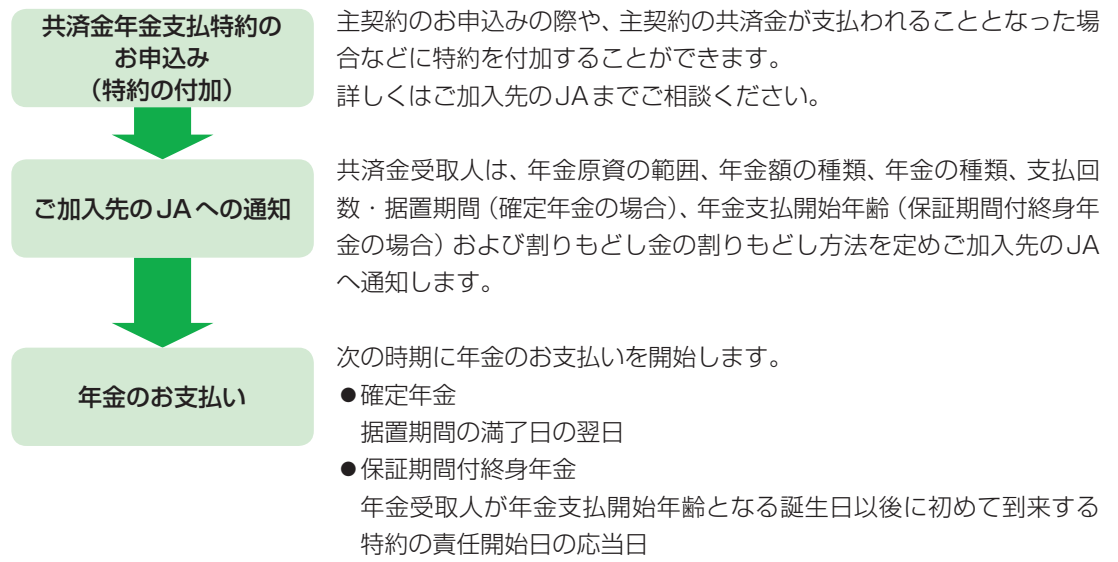 共済金年金支払特約の
お申込み
（特約の付加）
主契約のお申込みの際や、主契約の共済金が支払われることとなった場
合などに特約を付加することができます。
詳しくはご加入先のJAまでご相談ください。
ご加入先のJAへの通知
共済金受取人は、年金原資の範囲、年金額の種類、年金の種類、支払回
数・据置期間（確定年金の場合）、年金支払開始年齢（保証期間付終身年
金の場合）および割りもどし金の割りもどし方法を定めご加入先のJA
へ通知します。
年金のお支払い
次の時期に年金のお支払いを開始します。
●確定年金
据置期間の満了日の翌日
●保証期間付終身年金
年金受取人が年金支払開始年齢となる誕生日以後に初めて到来する
特約の責任開始日の応当日